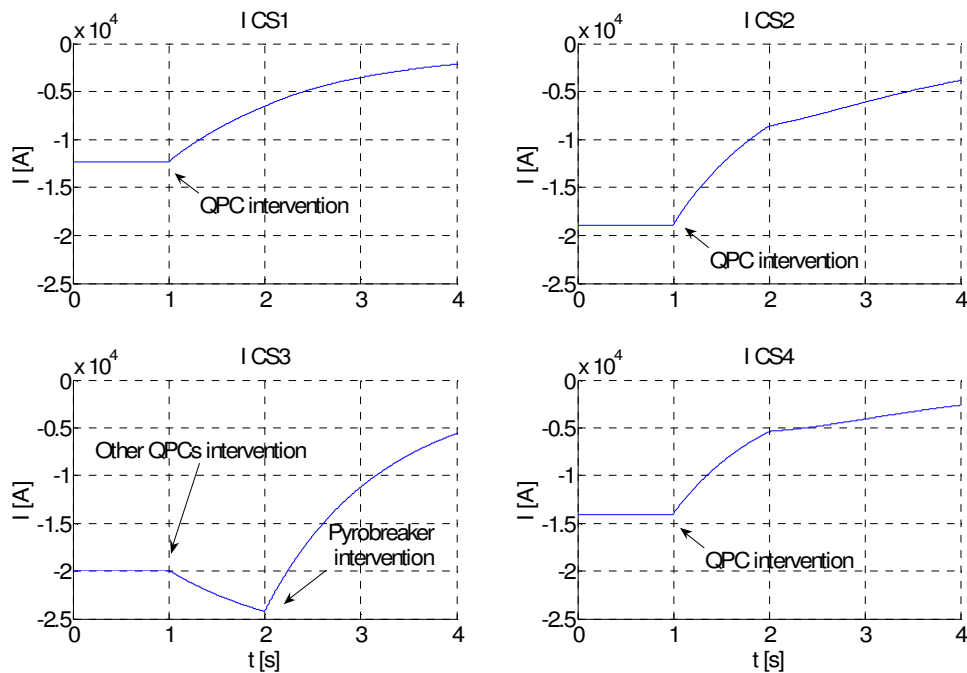 I CS1
x 10^4
0
-0.5
-1
-1.5
-2
-2.5
I [A]
0 1 2 3 4
QPC intervention
I CS2
x 10^4
0
-0.5
-1
-1.5
-2
-2.5
I [A]
0 1 2 3 4
QPC intervention
I CS3
x 10^4
0
-0.5
-1
-1.5
-2
-2.5
I [A]
0 1 2 3 4
t [s]
Other QPCs intervention
Pyrobreaker
intervention
I CS4
x 10^4
0
-0.5
-1
-1.5
-2
-2.5
I [A]
0 1 2 3 4
t [s]
QPC intervention